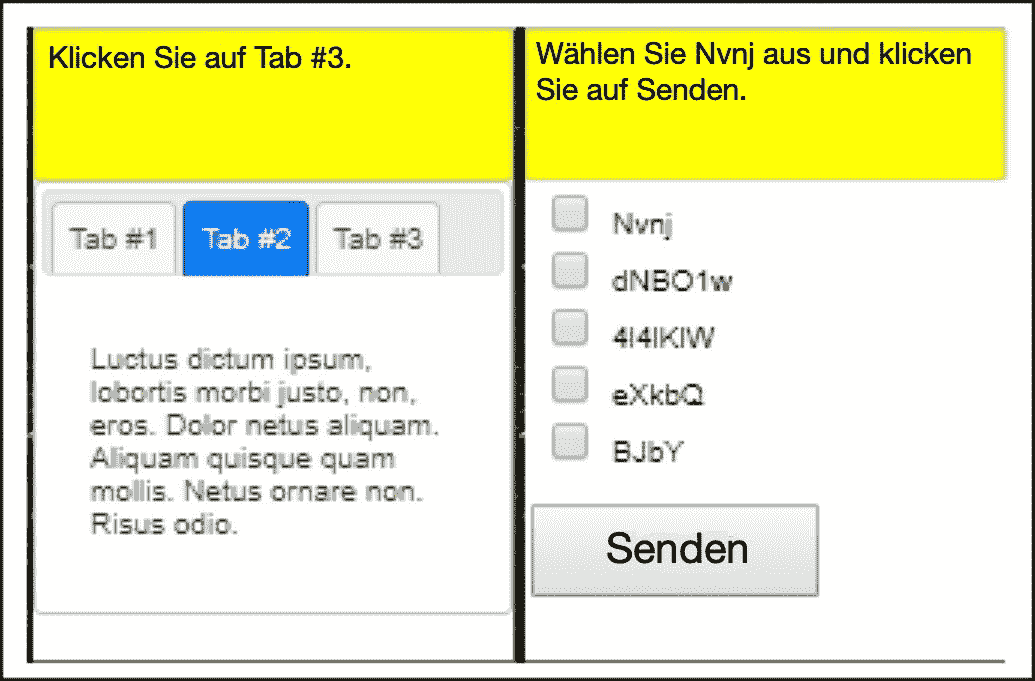 Klicken Sie auf Tab #3.
Tab #1
Tab #2
Tab #3
Luctus dictum ipsum,
lobortis morbi justo, non,
eros. Dolor netus aliquam.
Aliquam quisque quam
mollis. Netus ornare non.
Risus odio.
Wählen Sie Nvnj aus und klicken
Sie auf Senden.
Nvnj
dNBO1w
eXkbQ
BJbY
Senden